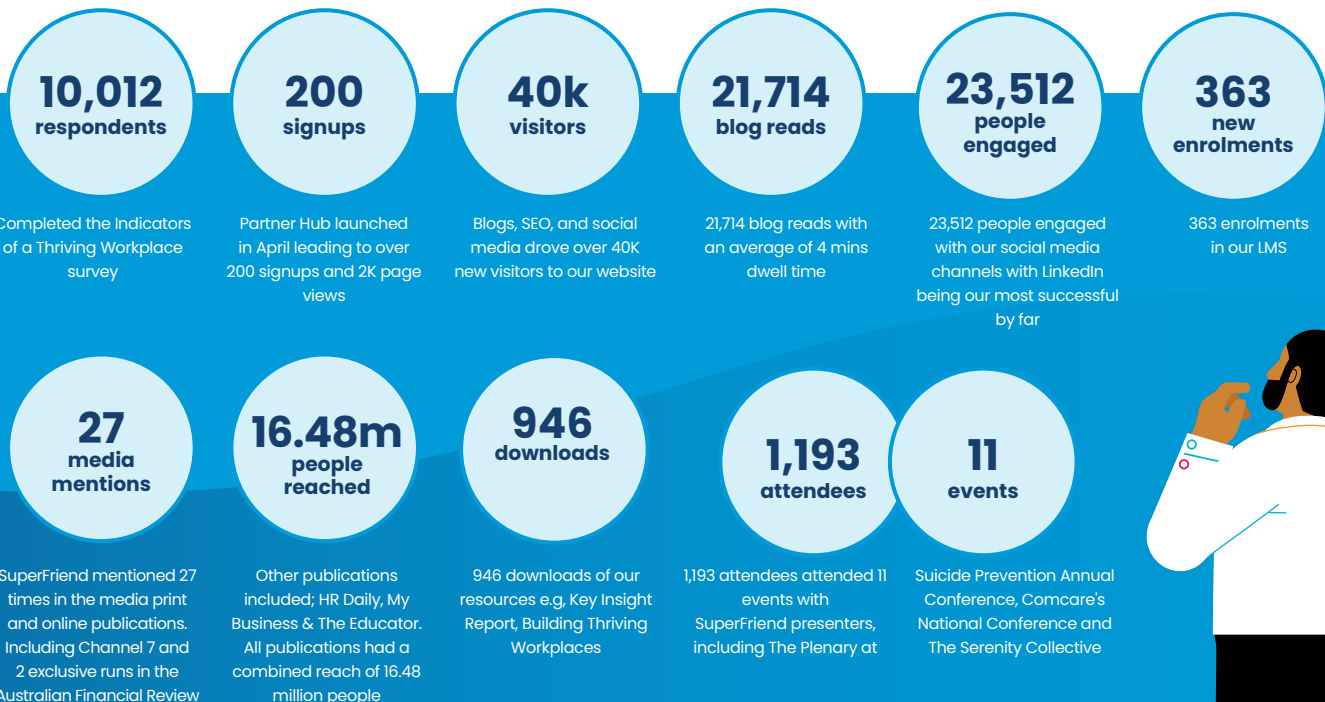 10,012
respondents
Completed the Indicators
of a Thriving Workplace
survey
200
signups
Partner Hub launched
in April leading to over
200 signups and 2K page
views
40k
visitors
Blogs, SEO, and social
media drove over 40K
new visitors to our website
21,714
blog reads
21,714 blog reads with
an average of 4 mins
dwell time
23,512
people
engaged
23,512 people engaged
with our social media
channels with LinkedIn
being our most successful
by far
363
new
enrolments
363 enrolments
in our LMS
27
media
mentions
SuperFriend mentioned 27
times in the media print
and online publications.
Including Channel 7 and
2 exclusive runs in the
Australian Financial Review
16.48m
people
reached
Other publications
included; HR Daily, My
Business & The Educator.
All publications had a
combined reach of 16.48
million people
946
downloads
946 downloads of our
resources e.g, Key Insight
Report, Building Thriving
Workplaces
1,193
attendees
1,193 attendees attended 11
events with
SuperFriend presenters,
including The Plenary at
11
events
Suicide Prevention Annual
Conference, Comcare's
National Conference and
The Serenity Collective